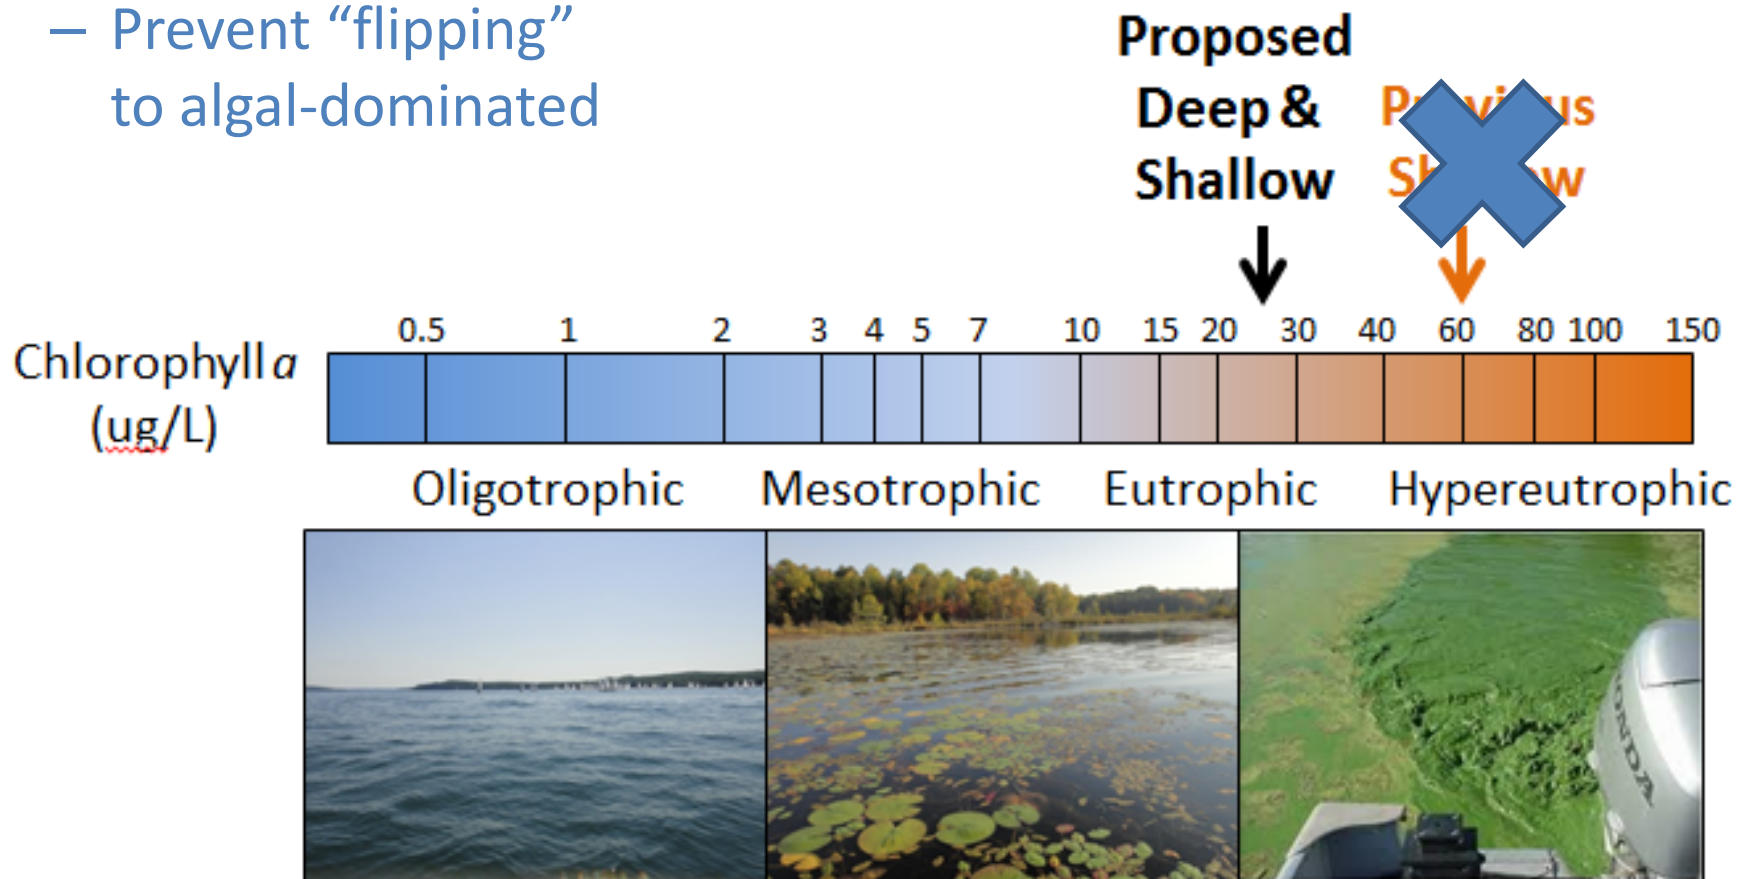 – Prevent “flipping”
to algal-dominated
Proposed
Deep &
Shallow
0.5 1 2 3 4 5 7 10 15 20 30 40 60 80 100 150
Chlorophyll a
(ug/L)
Oligotrophic Mesotrophic Eutrophic Hypereutrophic